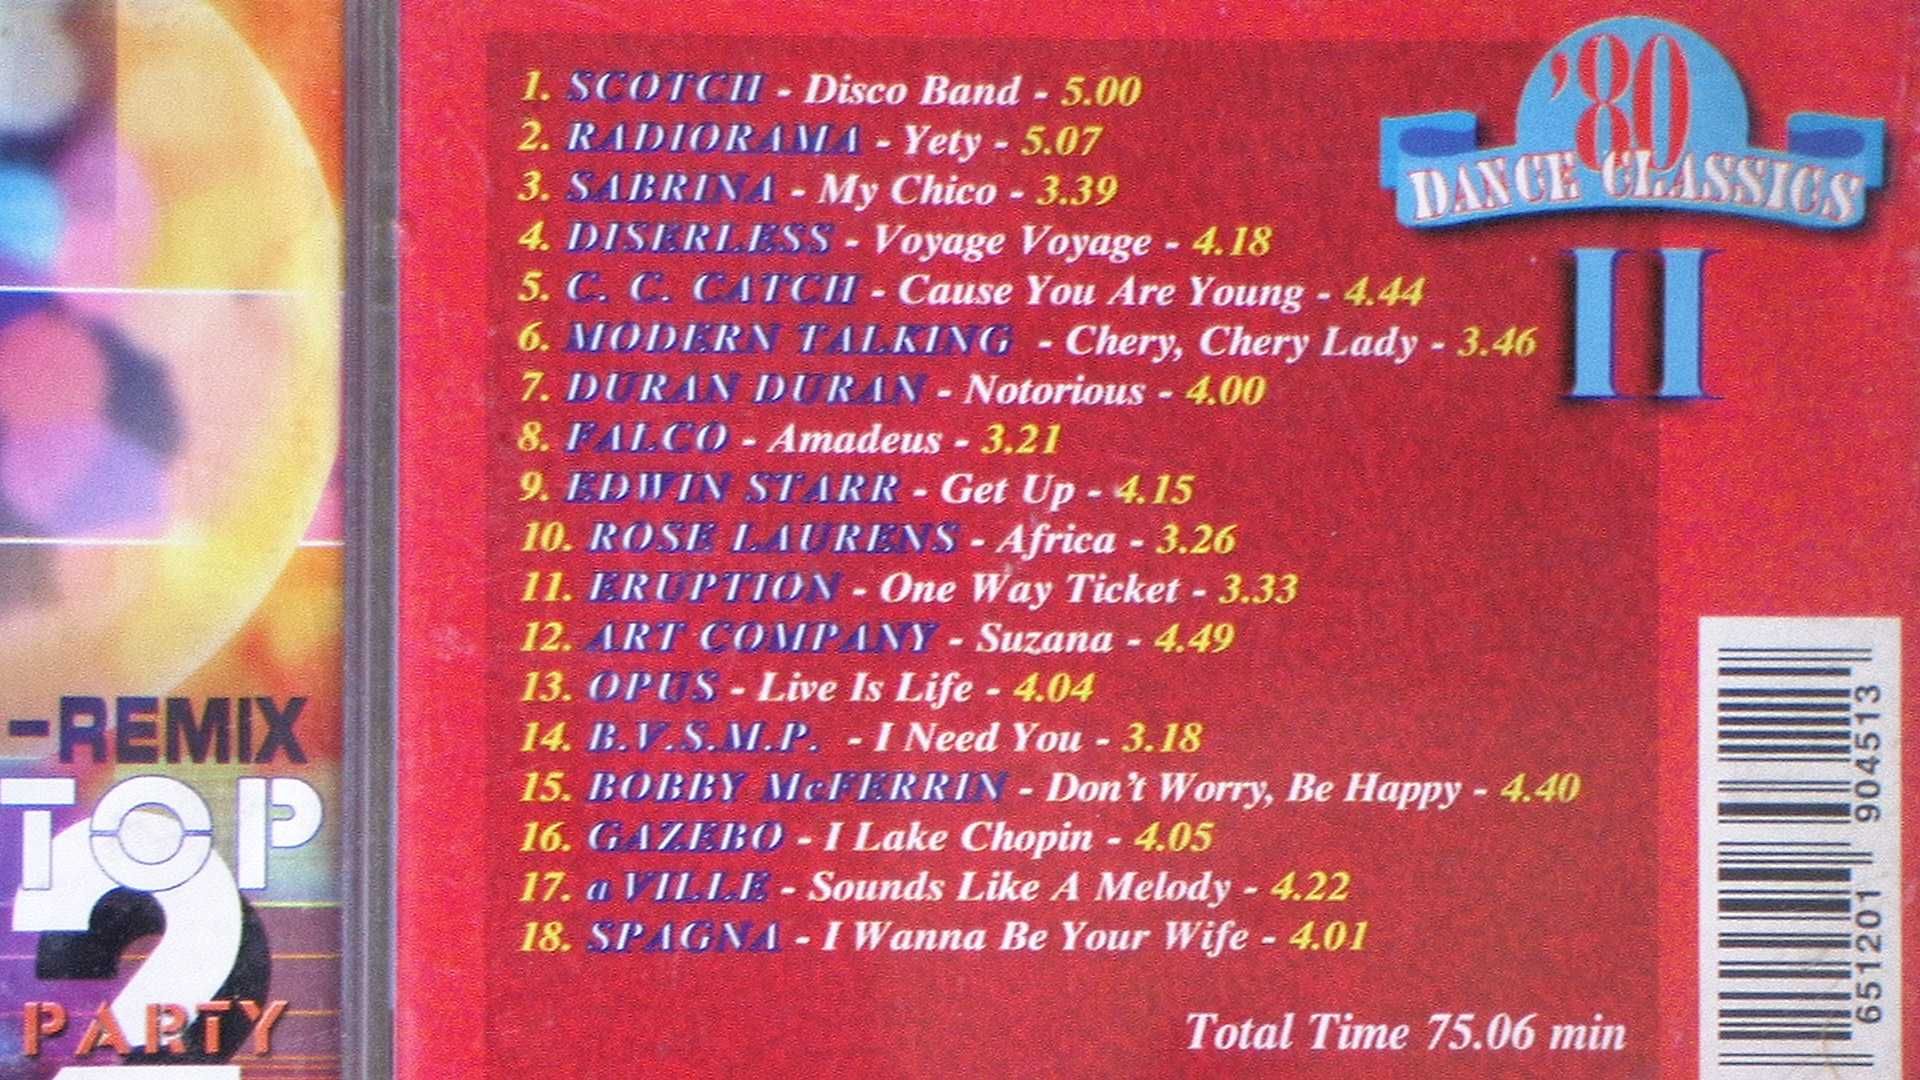 1. SCOTCH - Disco Band - 5.00
2. RADIORAMA - Yety - 5.07
3. SABRINA - My Chico - 3.39
4. DISERLESS - Voyage Voyage - 4.18
5. C. C. CATCH - Cause You Are Young - 4.44
6. MODERN TALKING - Chery, Chery Lady - 3.46
7. DURAN DURAN - Notorious - 4.00
8. FALCO - Amadeus - 3.21
9. EDWIN STARR - Get Up - 4.15
10. ROSE LAURENS - Africa - 3.26
11. ERUPTION - One Way Ticket - 3.33
12. ART COMPANY - Suzana - 4.49
13. OPUS - Live Is Life - 4.04
14. B.V.S.M.P. - I Need You - 3.18
15. BOBBY McFERRIN - Don't Worry, Be Happy - 4.40
16. GAZEBO - I Lake Chopin - 4.05
17. a VILLE - Sounds Like A Melody - 4.22
18. SPAGNA - I Wanna Be Your Wife - 4.01
Total Time 75.06 min
'80
DANCE CLASSICS
II
6 651201 904513
-REMIX
TOP
2
PARTY